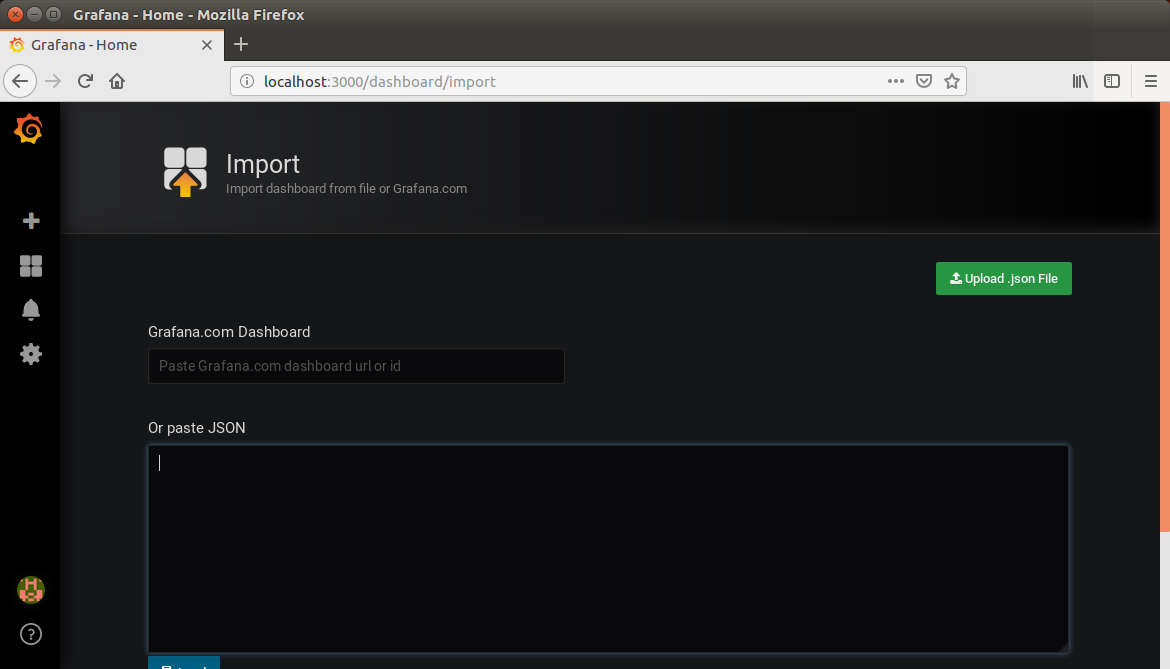 Grafana - Home - Mozilla Firefox
Grafana - Home
localhost:3000/dashboard/import
Import
Import dashboard from file or Grafana.com
Upload .json File
Grafana.com Dashboard
Paste Grafana.com dashboard url or id
Or paste JSON